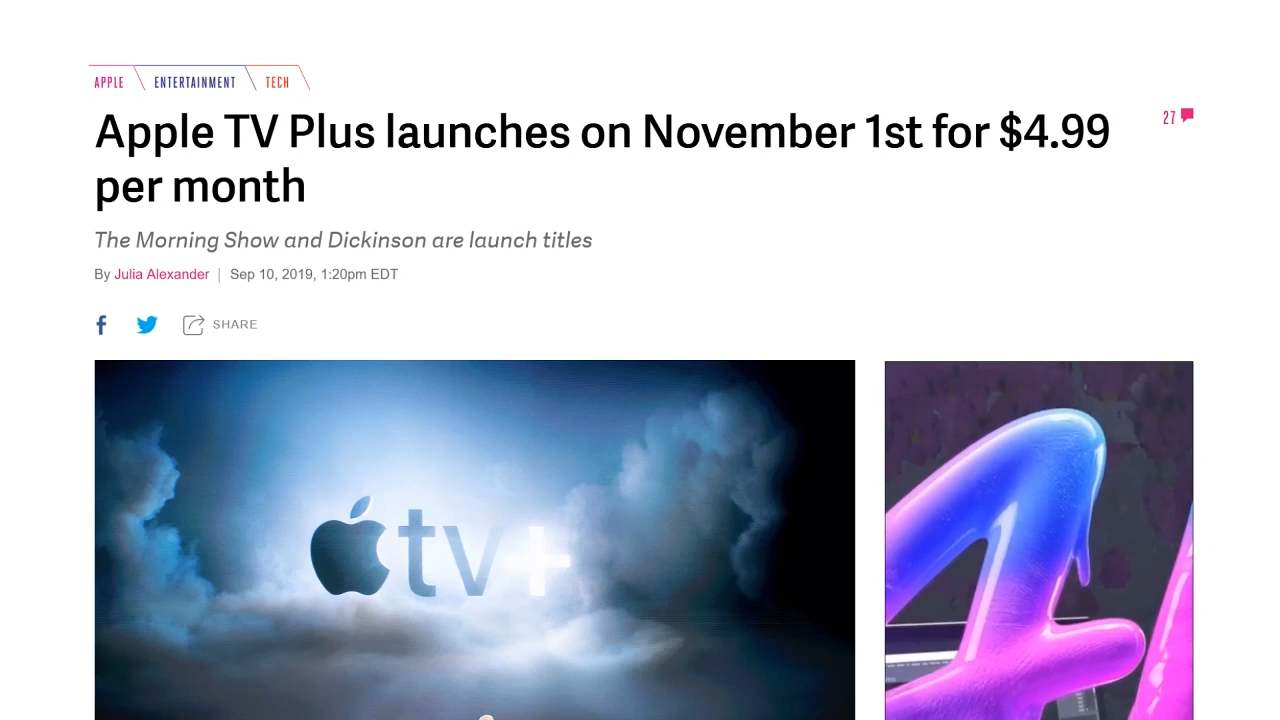 APPLE ENTERTAINMENT TECH
Apple TV Plus launches on November 1st for $4.99
per month
27
The Morning Show and Dickinson are launch titles
By Julia Alexander | Sep 10, 2019, 1:20pm EDT
SHARE
tv+